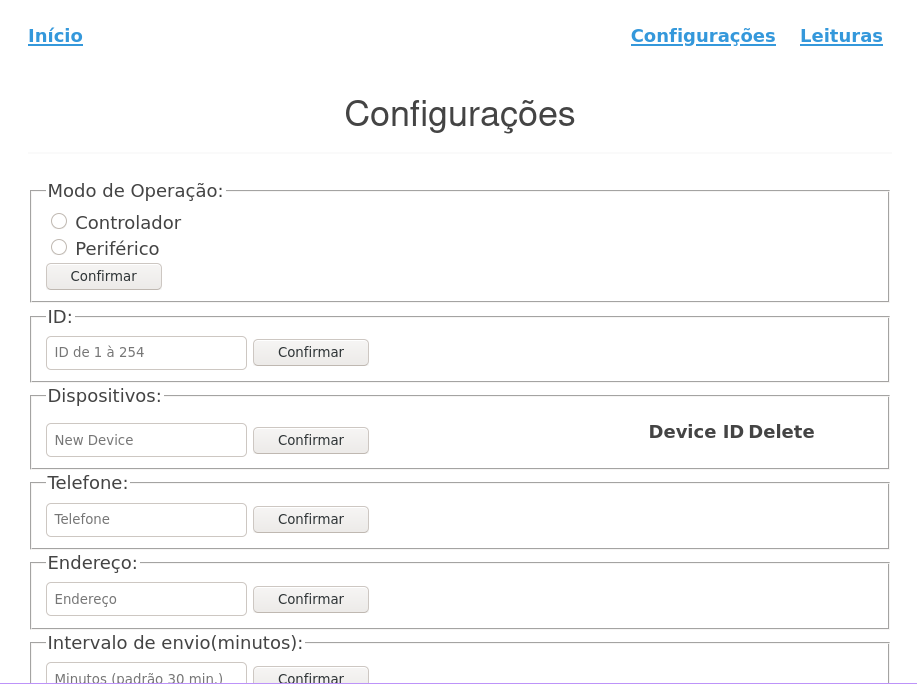 Início Configurações Leituras
Configurações
Modo de Operação:
Controlador
Periférico
Confirmar
ID:
ID de 1 à 254 Confirmar
Dispositivos:
New Device Confirmar Device ID Delete
Telefone:
Telefone Confirmar
Endereço:
Endereço Confirmar
Intervalo de envio(minutos):
Minutos (padrão 30 min.) Confirmar